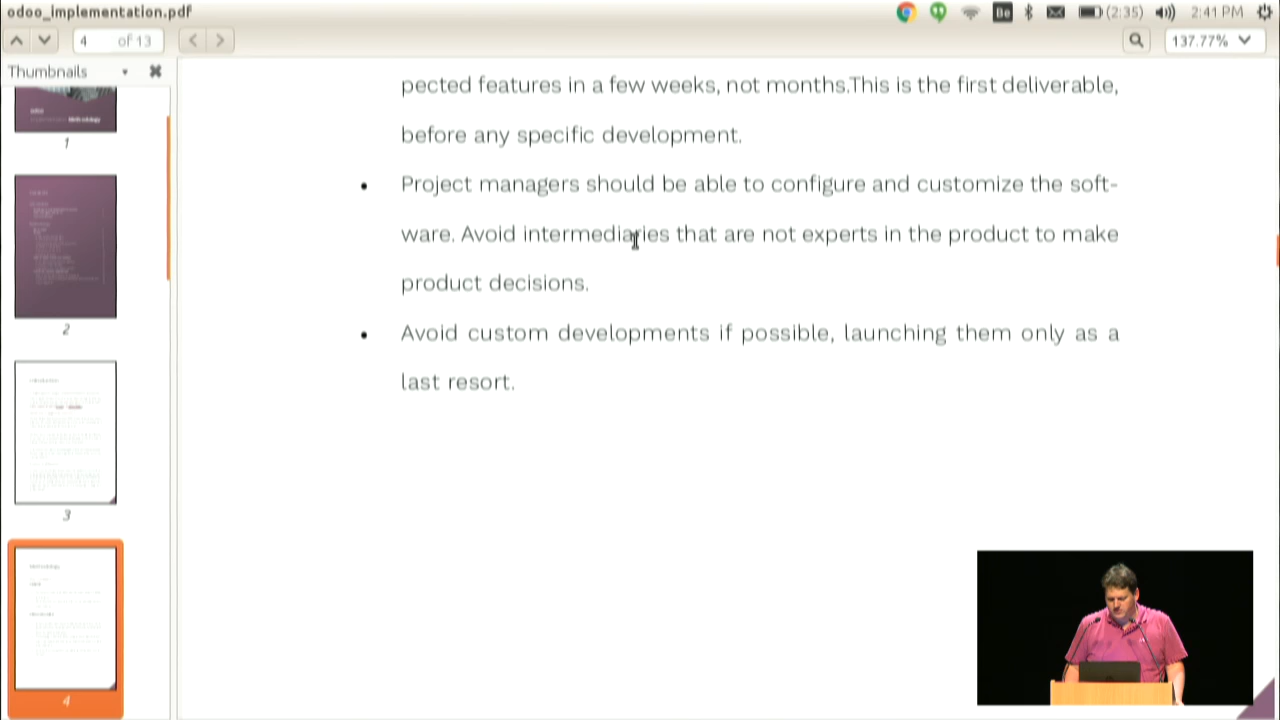 odoo_implementation.pdf
Be
(2:35)
2:41 PM
4 of 13
137.77%
Thumbnails
pected features in a few weeks, not months.This is the first deliverable,
before any specific development.
• Project managers should be able to configure and customize the soft-
ware. Avoid intermediaries that are not experts in the product to make
product decisions.
• Avoid custom developments if possible, launching them only as a
last resort.
1
2
3
4